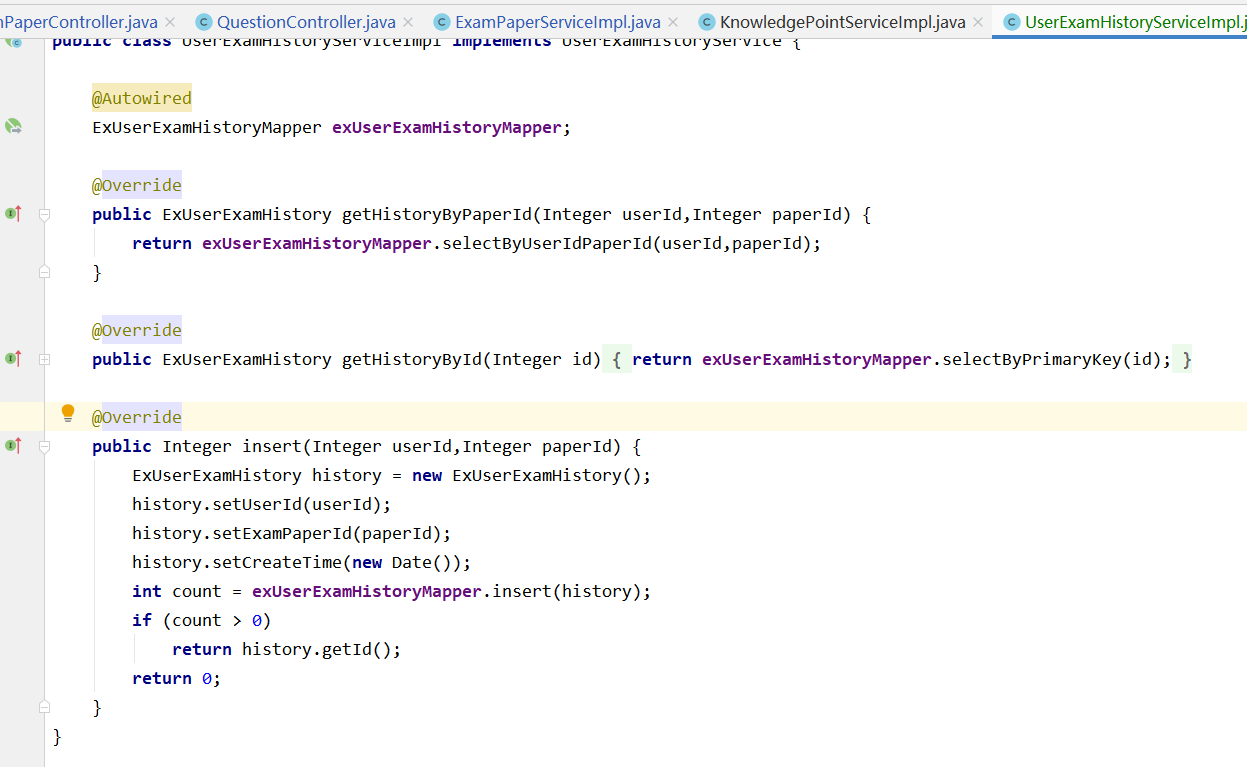 nPaperController.java × C QuestionController.java × C ExamPaperServiceImpl.java × C KnowledgePointServiceImpl.java × C UserExamHistoryServiceImpl.j
public class UserExamHistoryServiceImpl implements UserExamHistoryService {
@Autowired
ExUserExamHistoryMapper exUserExamHistoryMapper;
@Override
public ExUserExamHistory getHistoryByPaperId(Integer userId,Integer paperId) {
return exUserExamHistoryMapper.selectByUserIdPaperId(userId,paperId);
}
@Override
public ExUserExamHistory getHistoryById(Integer id) { return exUserExamHistoryMapper.selectByPrimaryKey(id); }
@Override
public Integer insert(Integer userId,Integer paperId) {
ExUserExamHistory history = new ExUserExamHistory();
history.setUserId(userId);
history.setExamPaperId(paperId);
history.setCreateTime(new Date());
int count = exUserExamHistoryMapper.insert(history);
if (count > 0)
return history.getId();
return 0;
}
}